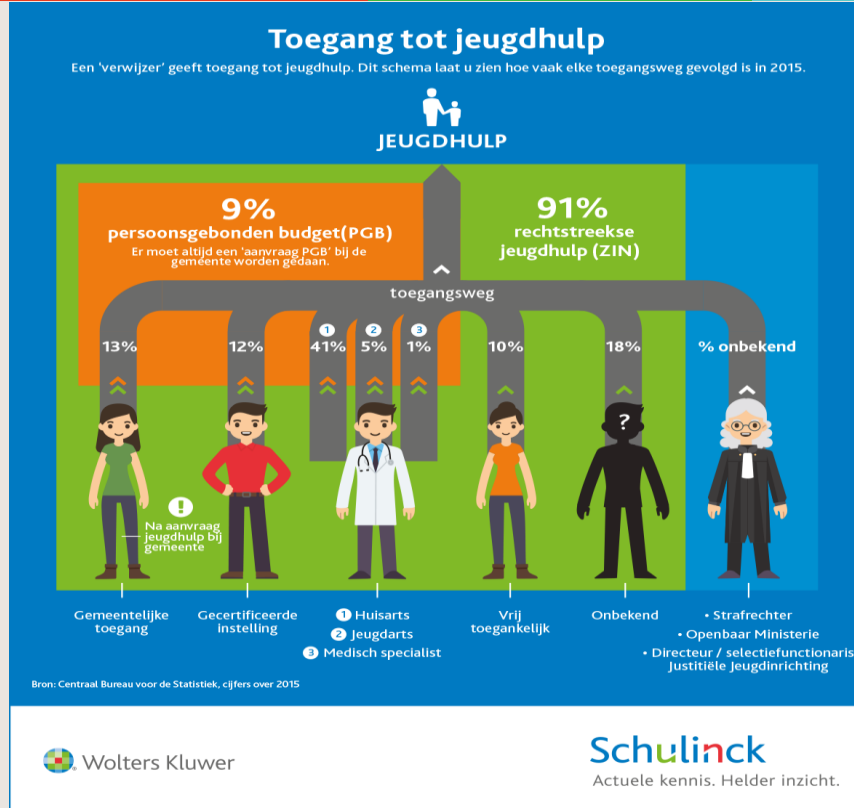 Toegang tot jeugdhulp
Een 'verwijzer' geeft toegang tot jeugdhulp. Dit schema laat u zien hoe vaak elke toegangsweg gevolgd is in 2015.
JEUGDHULP
9%
persoonsgebonden budget(PGB)
Er moet altijd een 'aanvraag PGB' bij de
gemeente worden gedaan.
91%
rechtstreekse
jeugdhulp (ZIN)
toegangsweg
1 2 3
13% 12% 41% 5% 1% 10% 18% % onbekend
?
!
Na aanvraag
jeugdhulp bij
gemeente
Gemeentelijke
toegang
Gecertificeerde
instelling
1 Huisarts
2 Jeugdarts
3 Medisch specialist
Vrij
toegankelijk
Onbekend
• Strafrechter
• Openbaar Ministerie
• Directeur / selectiefunctionaris
Justitiële Jeugdinrichting
Bron: Centraal Bureau voor de Statistiek, cijfers over 2015
Wolters Kluwer
Schulinck
Actuele kennis. Helder inzicht.